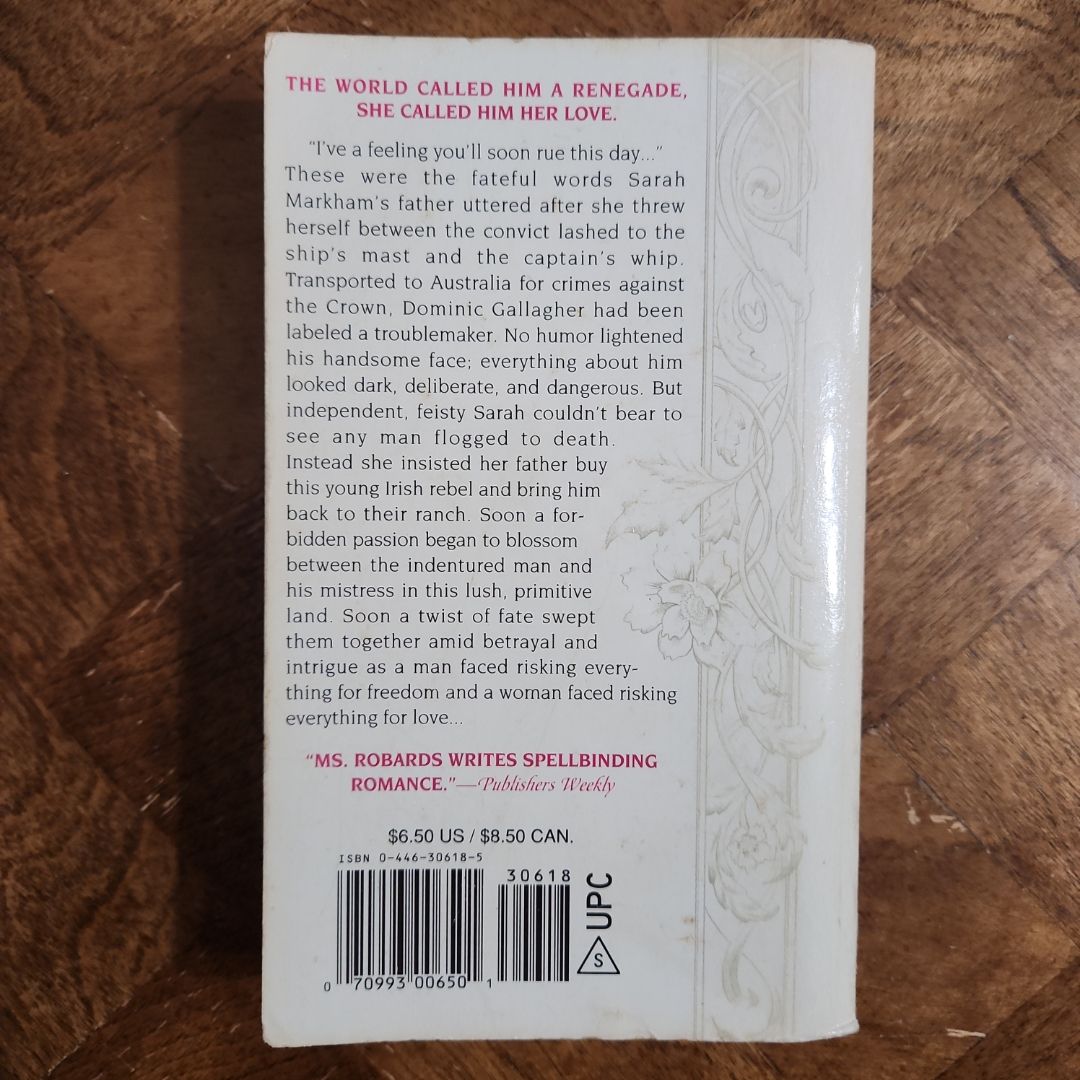 THE WORLD CALLED HIM A RENEGADE,
SHE CALLED HIM HER LOVE.
"I've a feeling you'll soon rue this day..."
These were the fateful words Sarah
Markham's father uttered after she threw
herself between the convict lashed to the
ship's mast and the captain's whip.
Transported to Australia for crimes against
the Crown, Dominic Gallagher had been
labeled a troublemaker. No humor lightened
his handsome face; everything about him
looked dark, deliberate, and dangerous. But
independent, feisty Sarah couldn't bear to
see any man flogged to death.
Instead she insisted her father buy
this young Irish rebel and bring him
back to their ranch. Soon a for-
bidden passion began to blossom
between the indentured man and
his mistress in this lush, primitive
land. Soon a twist of fate swept
them together amid betrayal and
intrigue as a man faced risking every-
thing for freedom and a woman faced risking
everything for love...
"MS. ROBARDS WRITES SPELLBINDING
ROMANCE."—Publishers Weekly
$6.50 US / $8.50 CAN.
ISBN 0-446-30618-5
30618
UPC
S
0 70993 00650 1